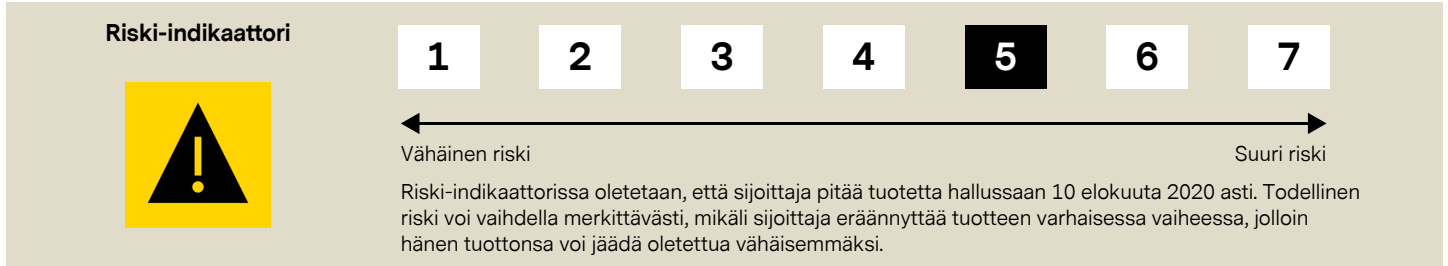 Riski-indikaattori
1 2 3 4 5 6 7
Vähäinen riski Suuri riski
Riski-indikaattorissa oletetaan, että sijoittaja pitää tuotetta hallussaan 10 elokuuta 2020 asti. Todellinen
riski voi vaihdella merkittävästi, mikäli sijoittaja eräännyttää tuotteen varhaisessa vaiheessa, jolloin
hänen tuottonsa voi jäädä oletettua vähäisemmäksi.